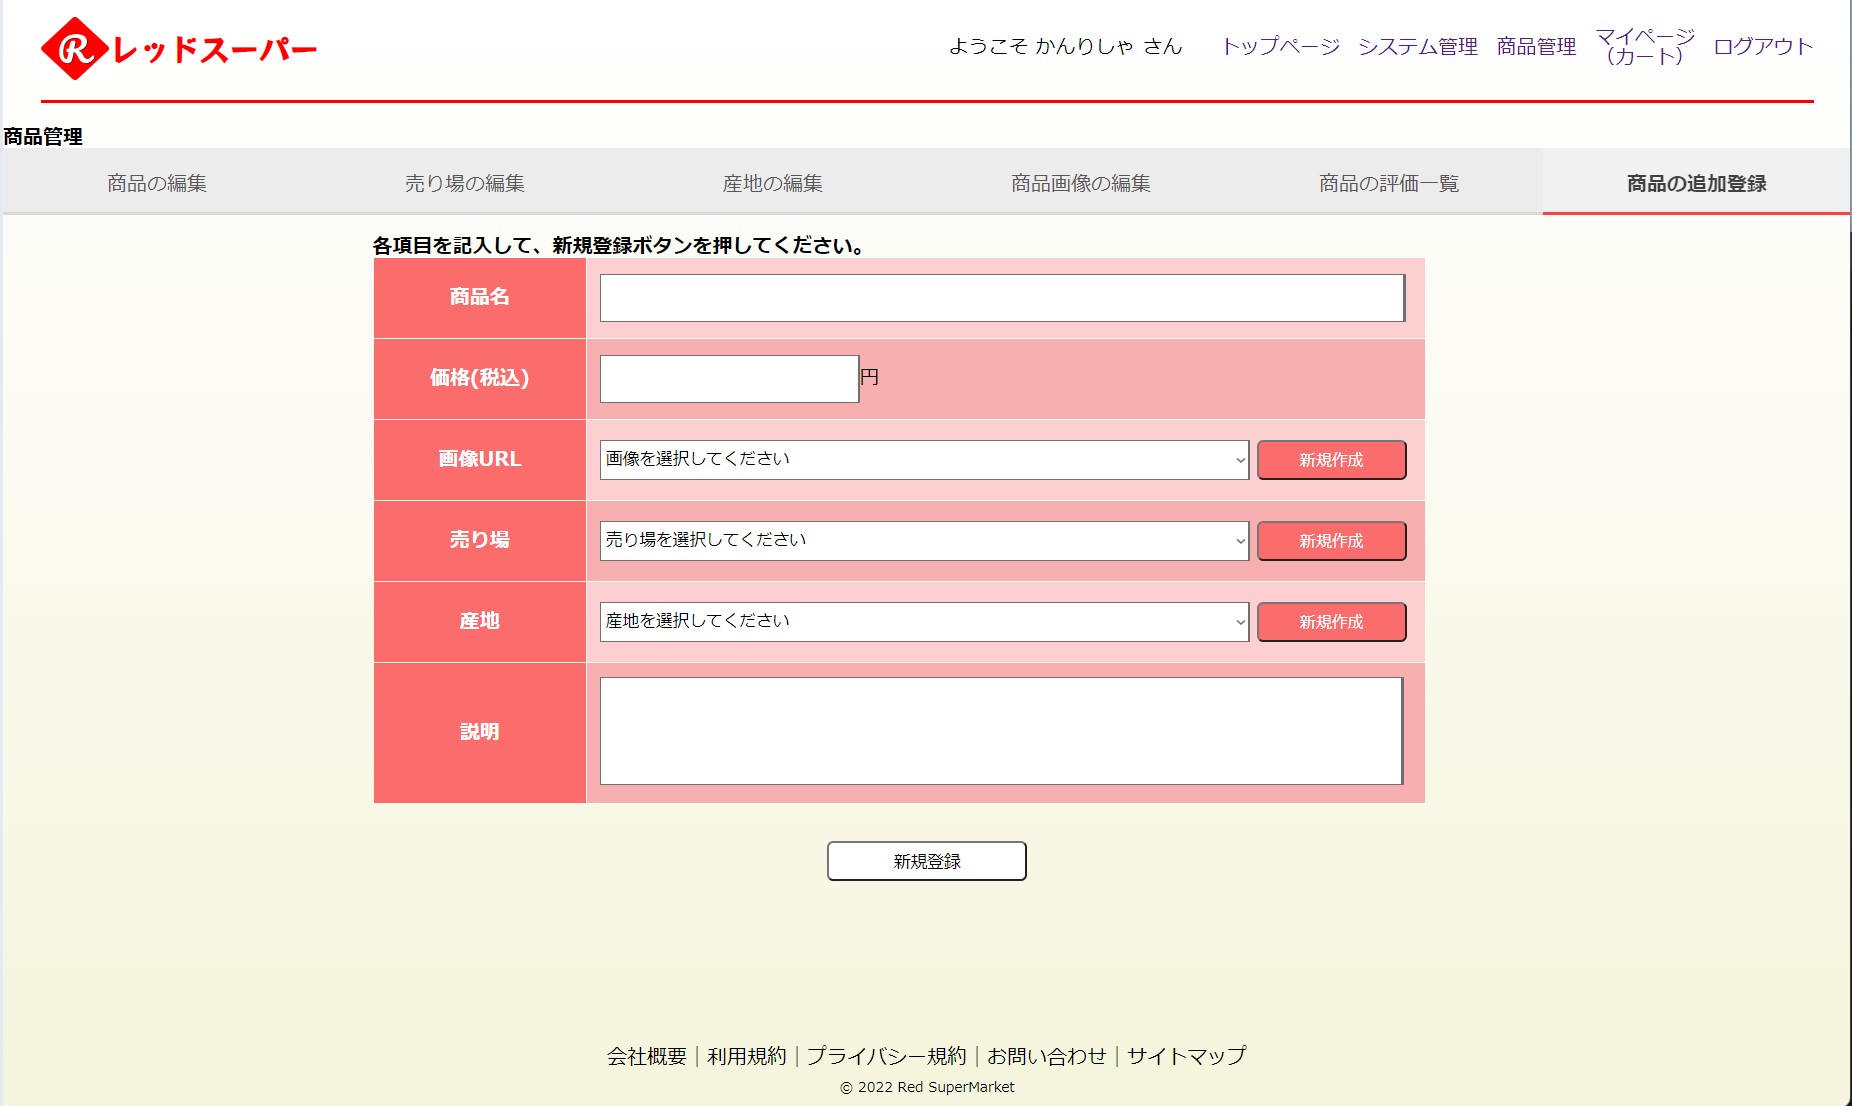 R レッドスーパー
ようこそ かんりしゃ さん トップページ システム管理 商品管理 マイページ（カート） ログアウト
商品管理
商品の編集 売り場の編集 産地の編集 商品画像の編集 商品の評価一覧 商品の追加登録
各項目を記入して、新規登録ボタンを押してください。
商品名
価格(税込) 円
画像URL 画像を選択してください 新規作成
売り場 売り場を選択してください 新規作成
産地 産地を選択してください 新規作成
説明
新規登録
会社概要｜利用規約｜プライバシー規約｜お問い合わせ｜サイトマップ
© 2022 Red SuperMarket